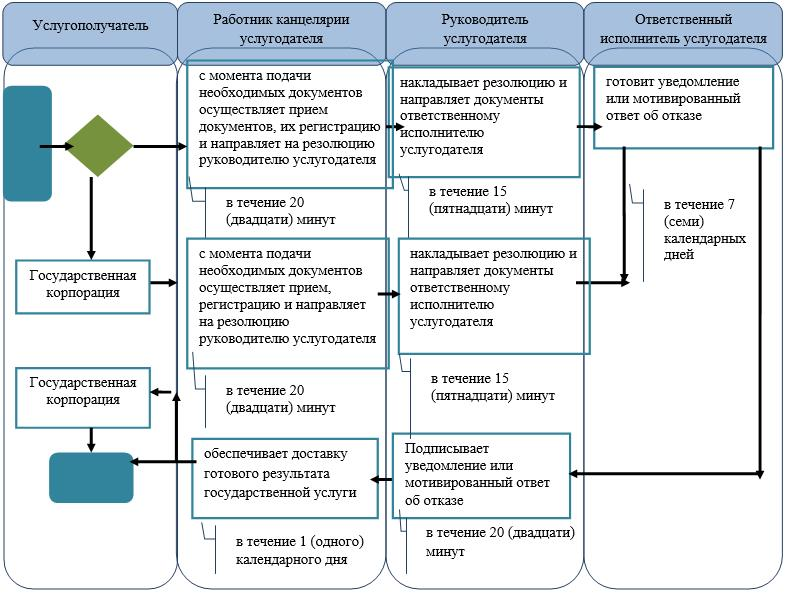 Услугополучатель
Работник канцелярии
услугодателя
Руководитель
услугодателя
Ответственный
исполнитель услугодателя
с момента подачи
необходимых документов
осуществляет прием
документов, их регистрацию
и направляет на резолюцию
руководителю услугодателя
накладывает резолюцию и
направляет документы
ответственному
исполнителю
услугодателя
готовит уведомление
или мотивированный
ответ об отказе
в течение 20
(двадцати) минут
в течение 15
(пятнадцати) минут
в течение 7
(семи)
календарных
дней
Государственная
корпорация
с момента подачи
необходимых документов
осуществляет прием,
регистрацию и направляет
на резолюцию
руководителю услугодателя
накладывает резолюцию и
направляет документы
ответственному
исполнителю
услугодателя
в течение 20
(двадцати) минут
в течение 15
(пятнадцати) минут
Государственная
корпорация
обеспечивает доставку
готового результата
государственной услуги
Подписывает
уведомление или
мотивированный ответ
об отказе
в течение 1 (одного)
календарного дня
в течение 20 (двадцати)
минут